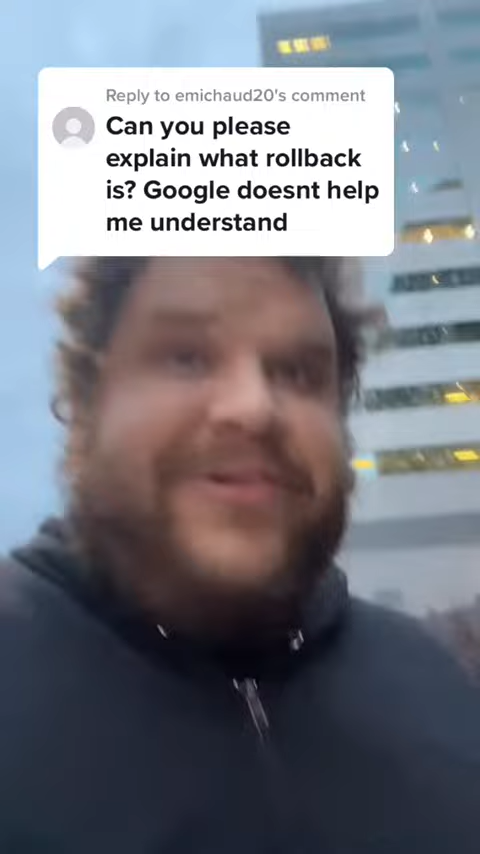 Reply to emichaud20's comment
Can you please
explain what rollback
is? Google doesnt help
me understand